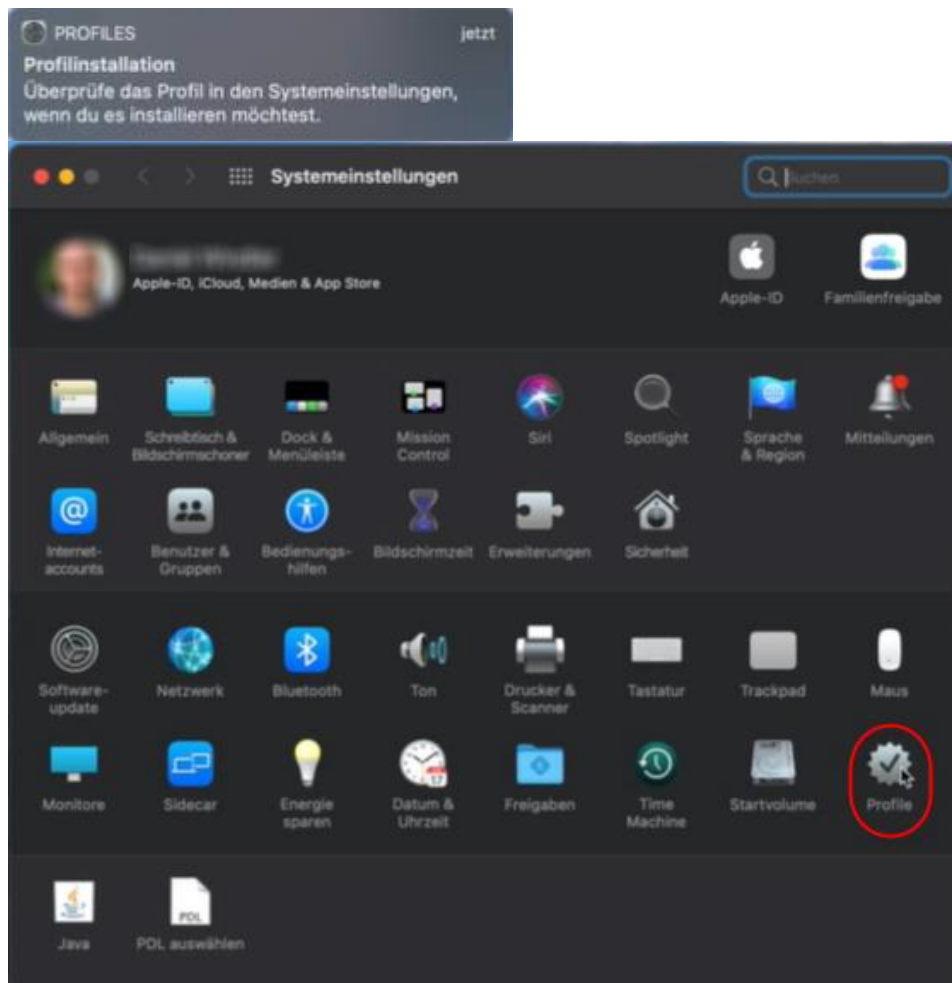 PROFILES
jetzt
Profilinstallation
Überprüfe das Profil in den Systemeinstellungen,
wenn du es installieren möchtest.
Systemeinstellungen
Suchen
Apple-ID, iCloud, Medien & App Store
Apple-ID
Familienfreigabe
Allgemein
Schreibtisch &
Bildschirmschoner
Dock &
Menüleiste
Mission
Control
Siri
Spotlight
Sprache
& Region
Mitteilungen
Internet-
accounts
Benutzer &
Gruppen
Bedienungs-
hilfen
Bildschirmzeit
Erweiterungen
Sicherheit
Software-
update
Netzwerk
Bluetooth
Ton
Drucker &
Scanner
Tastatur
Trackpad
Maus
Monitore
Sidecar
Energie
sparen
Datum &
Uhrzeit
17
Freigaben
Time
Machine
Startvolume
Profile
Java
PDL
PDL auswählen